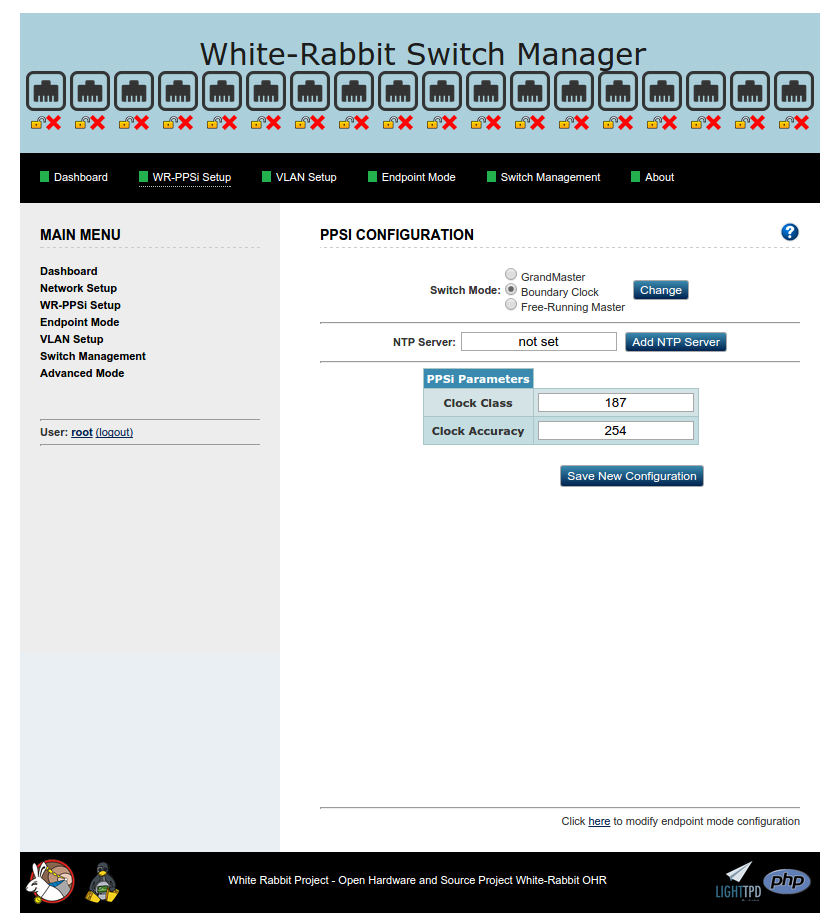 White-Rabbit Switch Manager
Dashboard WR-PPSi Setup VLAN Setup Endpoint Mode Switch Management About
MAIN MENU
Dashboard
Network Setup
WR-PPSi Setup
Endpoint Mode
VLAN Setup
Switch Management
Advanced Mode
User: root (logout)
PPSI CONFIGURATION
?
GrandMaster
Switch Mode: Boundary Clock Change
Free-Running Master
NTP Server: not set Add NTP Server
PPSi Parameters
Clock Class 187
Clock Accuracy 254
Save New Configuration
Click here to modify endpoint mode configuration
White Rabbit Project - Open Hardware and Source Project White-Rabbit OHR
LIGHTTPD
php